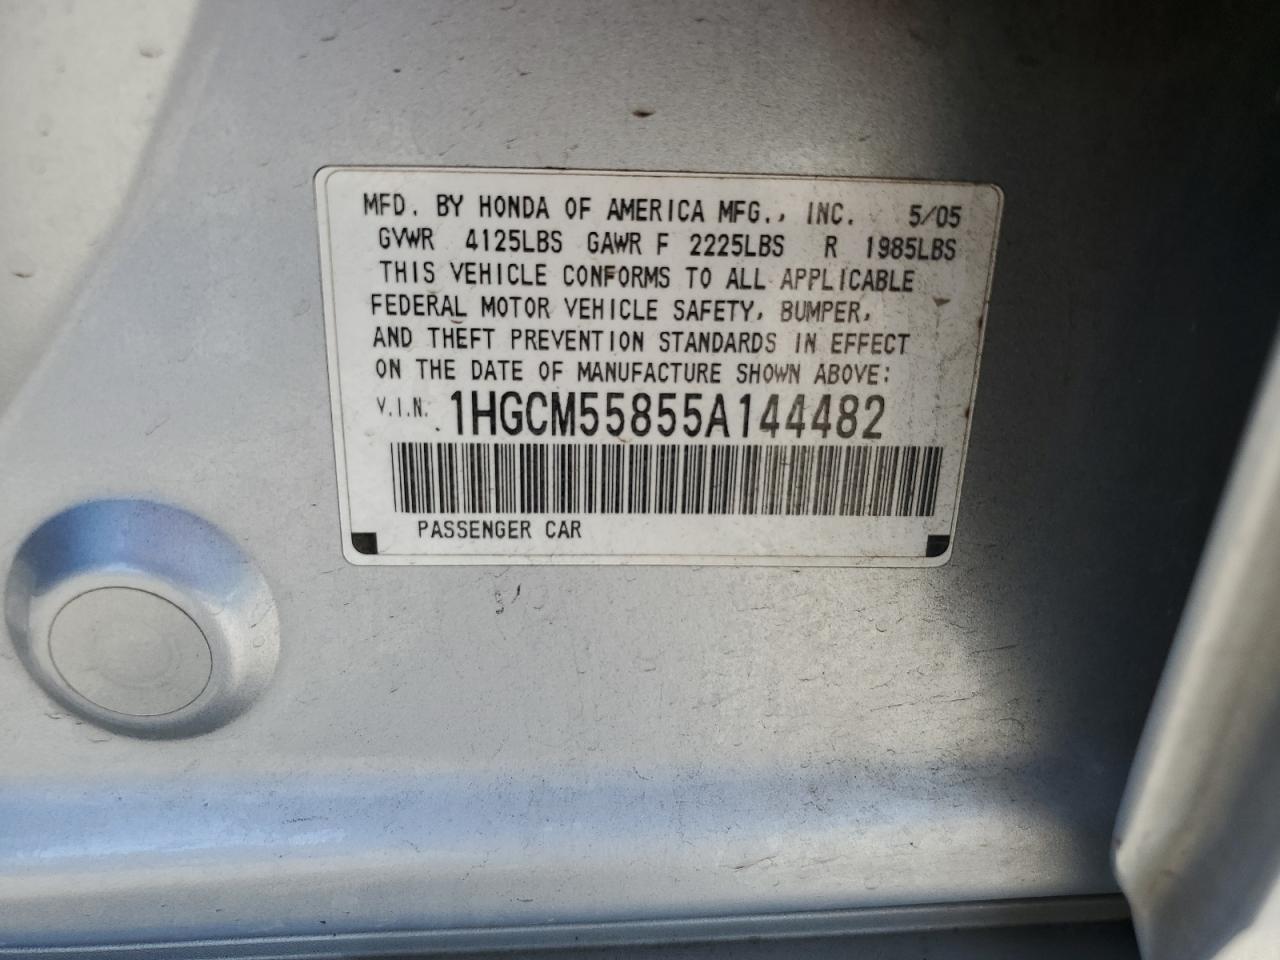 MFD. BY HONDA OF AMERICA MFG., INC. 5/05
GVWR 4125LBS GAWR F 2225LBS R 1985LBS
THIS VEHICLE CONFORMS TO ALL APPLICABLE
FEDERAL MOTOR VEHICLE SAFETY, BUMPER,
AND THEFT PREVENTION STANDARDS IN EFFECT
ON THE DATE OF MANUFACTURE SHOWN ABOVE:
V.I.N. 1HGCM55855A144482
PASSENGER CAR